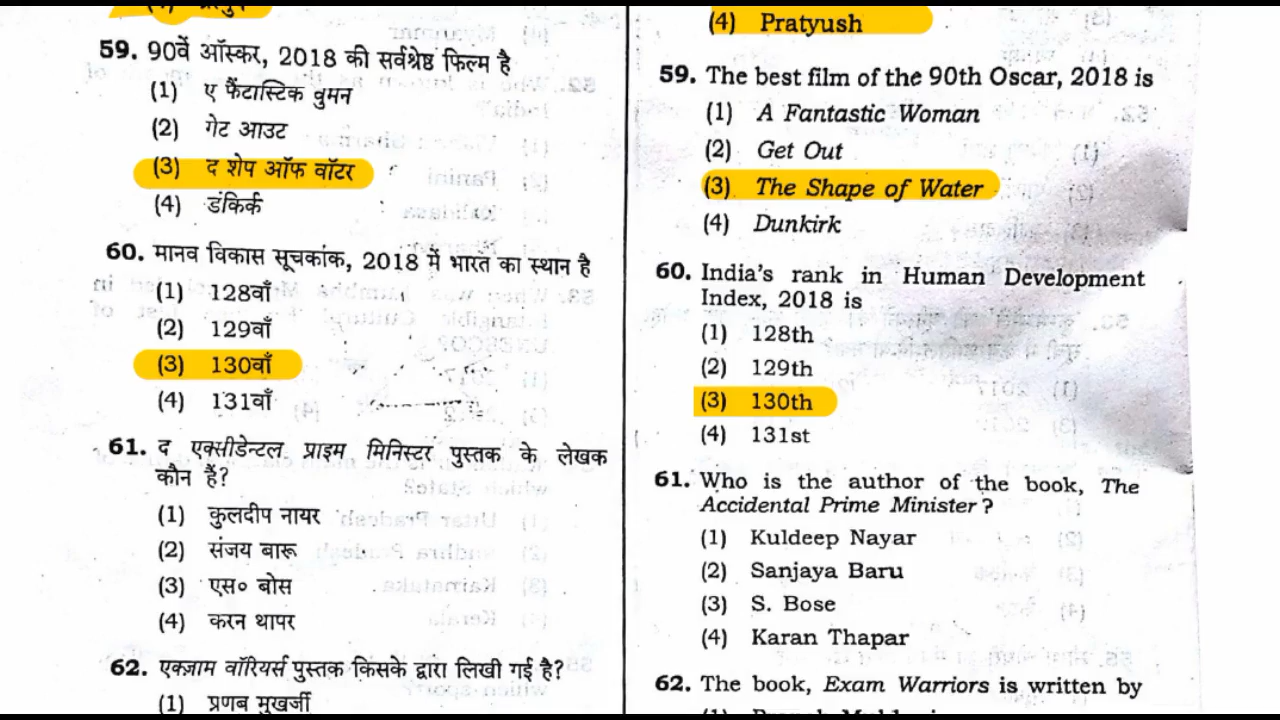 59. 90वें ऑस्कर, 2018 की सर्वश्रेष्ठ फिल्म है
(1) ए फैंटास्टिक वुमन
(2) गेट आउट
(3) द शेप ऑफ वॉटर
(4) डंकिर्क
60. मानव विकास सूचकांक, 2018 में भारत का स्थान है
(1) 128वाँ
(2) 129वाँ
(3) 130वाँ
(4) 131वाँ
61. द एक्सीडेन्टल प्राइम मिनिस्टर पुस्तक के लेखक
कौन हैं?
(1) कुलदीप नायर
(2) संजय बारू
(3) एस० बोस
(4) करन थापर
62. एक्ज़ाम वॉरियर्स पुस्तक किसके द्वारा लिखी गई है?
(1) प्रणब मुखर्जी
(4) Pratyush
59. The best film of the 90th Oscar, 2018 is
(1) A Fantastic Woman
(2) Get Out
(3) The Shape of Water
(4) Dunkirk
60. India's rank in Human Development
Index, 2018 is
(1) 128th
(2) 129th
(3) 130th
(4) 131st
61. Who is the author of the book, The
Accidental Prime Minister?
(1) Kuldeep Nayar
(2) Sanjaya Baru
(3) S. Bose
(4) Karan Thapar
62. The book, Exam Warriors is written by